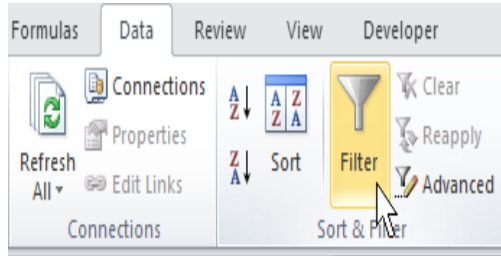 Formulas Data Review View Developer
Connections
Properties
Edit Links
Refresh
All
Connections
A
Z
Z
A
A Z
Z A
Sort
Filter
Clear
Reapply
Advanced
Sort & Filter